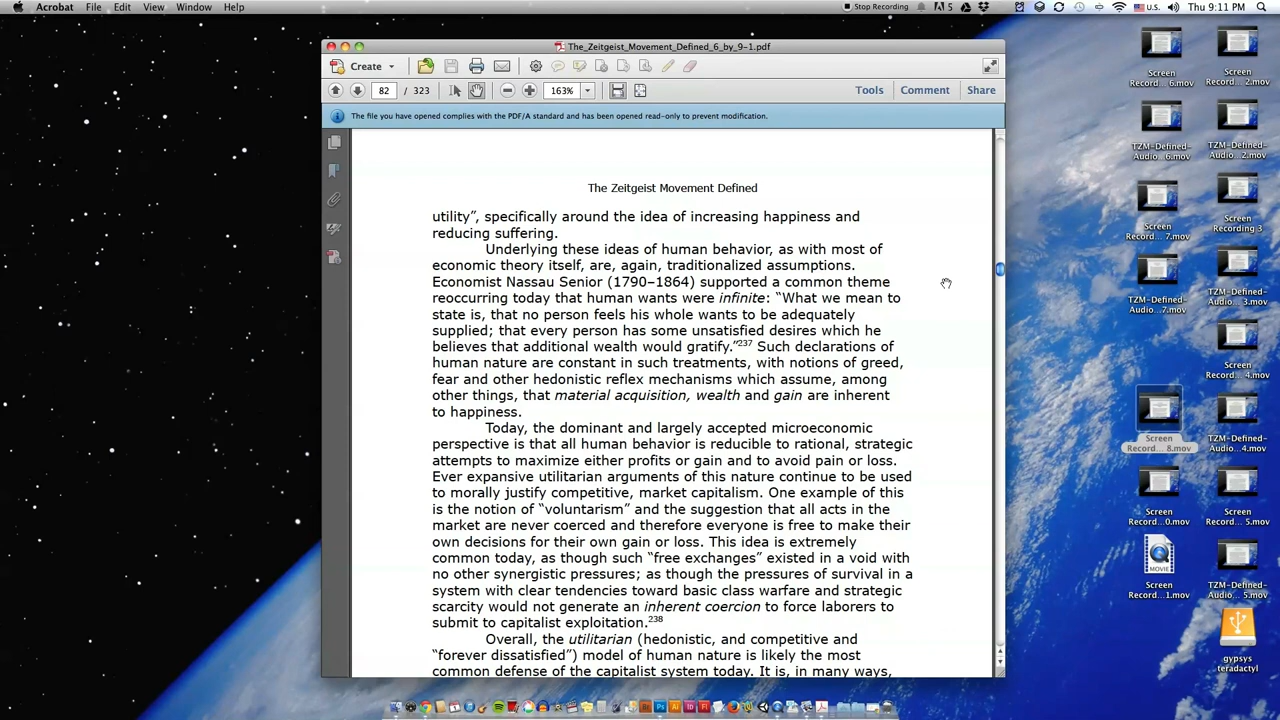 Acrobat File Edit View Window Help Stop Recording 5 U.S. Thu 9:11 PM
The_Zeitgeist_Movement_Defined_6_by_9-1.pdf
Create
82 / 323 163% Tools Comment Share
The file you have opened complies with the PDF/A standard and has been opened read-only to prevent modification.
The Zeitgeist Movement Defined
utility”, specifically around the idea of increasing happiness and
reducing suffering.
Underlying these ideas of human behavior, as with most of
economic theory itself, are, again, traditionalized assumptions.
Economist Nassau Senior (1790–1864) supported a common theme
reoccurring today that human wants were infinite: “What we mean to
state is, that no person feels his whole wants to be adequately
supplied; that every person has some unsatisfied desires which he
believes that additional wealth would gratify.”237 Such declarations of
human nature are constant in such treatments, with notions of greed,
fear and other hedonistic reflex mechanisms which assume, among
other things, that material acquisition, wealth and gain are inherent
to happiness.
Today, the dominant and largely accepted microeconomic
perspective is that all human behavior is reducible to rational, strategic
attempts to maximize either profits or gain and to avoid pain or loss.
Ever expansive utilitarian arguments of this nature continue to be used
to morally justify competitive, market capitalism. One example of this
is the notion of “voluntarism” and the suggestion that all acts in the
market are never coerced and therefore everyone is free to make their
own decisions for their own gain or loss. This idea is extremely
common today, as though such “free exchanges” existed in a void with
no other synergistic pressures; as though the pressures of survival in a
system with clear tendencies toward basic class warfare and strategic
scarcity would not generate an inherent coercion to force laborers to
submit to capitalist exploitation.238
Overall, the utilitarian (hedonistic, and competitive and
“forever dissatisfied”) model of human nature is likely the most
common defense of the capitalist system today. It is, in many ways,
Screen
Record... 6.mov
Screen
Record... 2.mov
TZM-Defined-
Audio... 6.mov
TZM-Defined-
Audio...2.mov
Screen
Record... 7.mov
Screen
Recording 3
TZM-Defined-
Audio... 7.mov
Screen
Record... 3.mov
Screen
Record... 4.mov
Screen
Record... 8.mov
TZM-Defined-
Audio...4.mov
Screen
Record...0.mov
Screen
Record... 5.mov
MOVIE
Screen
Record...1.mov
TZM-Defined-
Audio... 5.mov
gypsys
teradactyl